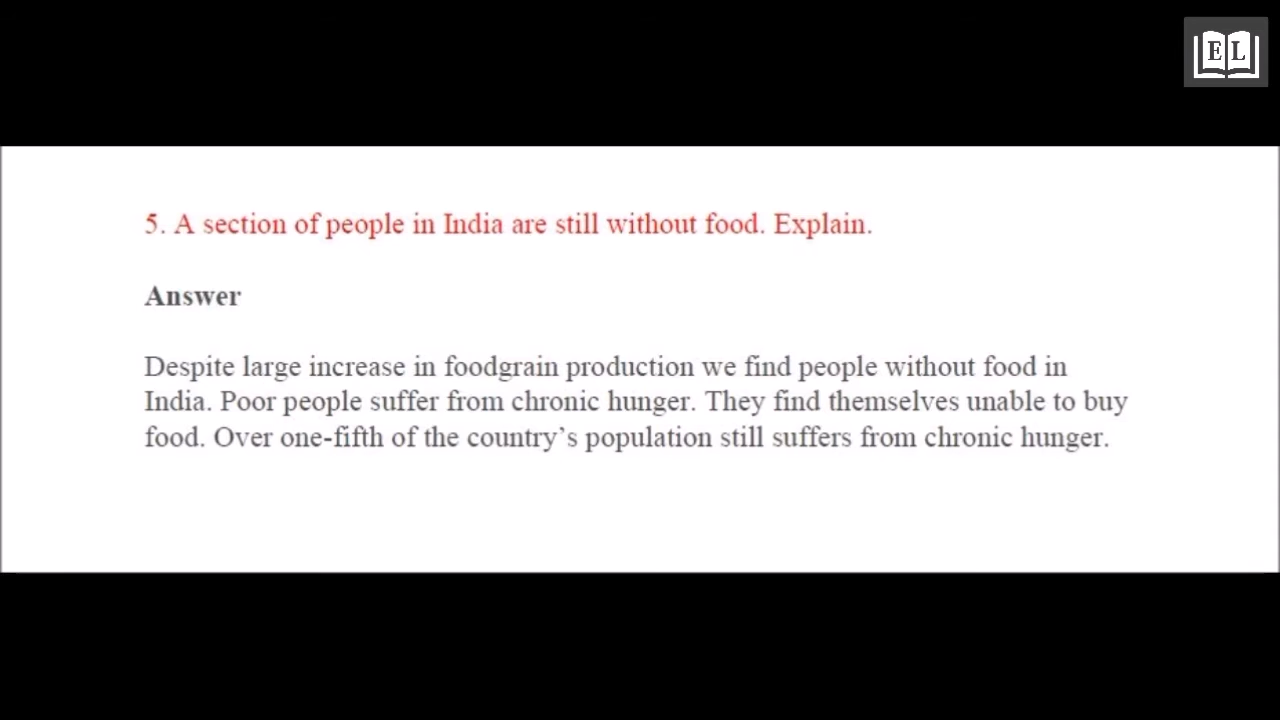 EL
5. A section of people in India are still without food. Explain.
Answer
Despite large increase in foodgrain production we find people without food in
India. Poor people suffer from chronic hunger. They find themselves unable to buy
food. Over one-fifth of the country’s population still suffers from chronic hunger.